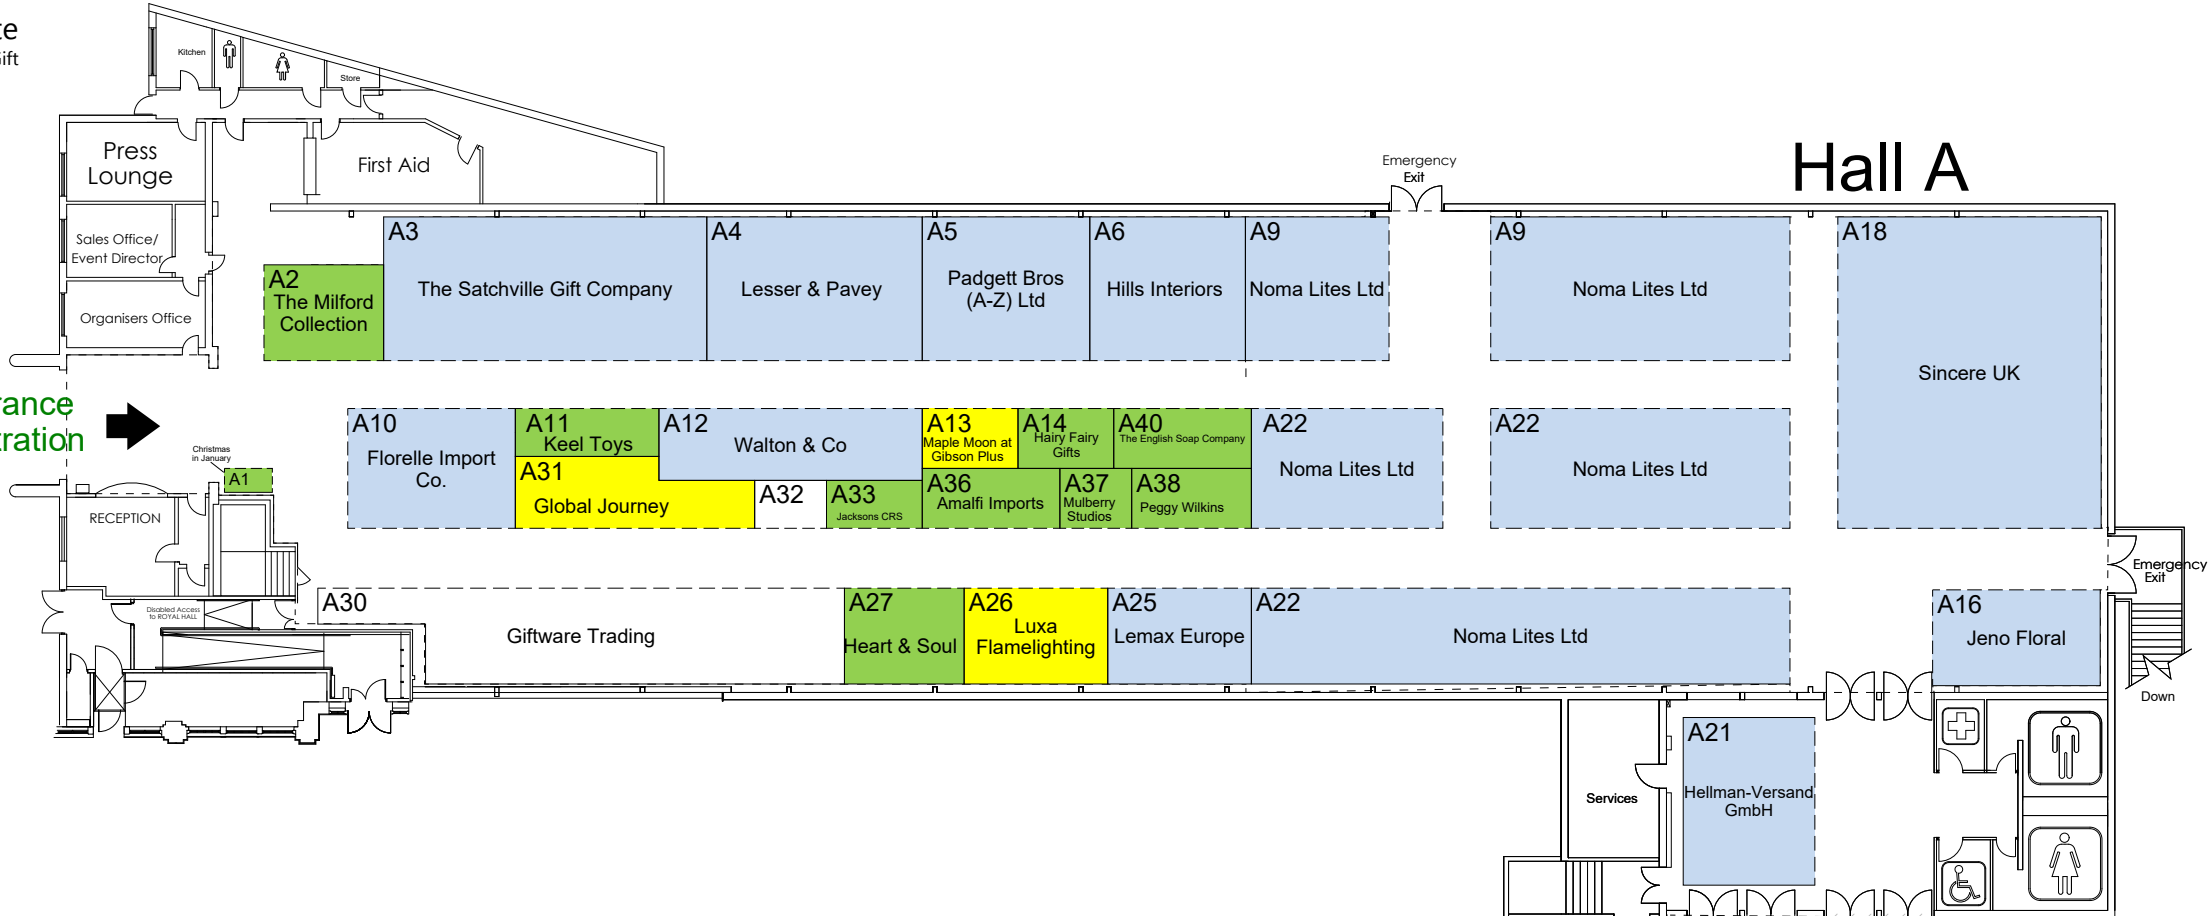 Gift
Kitchen
Store
Press
Lounge
First Aid
Emergency
Exit
Hall A
Sales Office/
Event Director
Organisers Office
A2
The Milford
Collection
A3
The Satchville Gift Company
A4
Lesser & Pavey
A5
Padgett Bros
(A-Z) Ltd
A6
Hills Interiors
A9
Noma Lites Ltd
A9
Noma Lites Ltd
A18
Sincere UK
Christmas
in January
A1
RECEPTION
A10
Florelle Import
Co.
A11
Keel Toys
A31
Global Journey
A12
Walton & Co
A32
A33
Jacksons CRS
A13
Maple Moon at
Gibson Plus
A14
Hairy Fairy
Gifts
A40
The English Soap Company
A36
Amalfi Imports
A37
Mulberry
Studios
A38
Peggy Wilkins
A22
Noma Lites Ltd
A22
Noma Lites Ltd
Emergency
Exit
Disabled Access
to ROYAL HALL
A30
Giftware Trading
A27
Heart & Soul
A26
Luxa
Flamelighting
A25
Lemax Europe
A22
Noma Lites Ltd
A16
Jeno Floral
Down
Services
A21
Hellman-Versand
GmbH